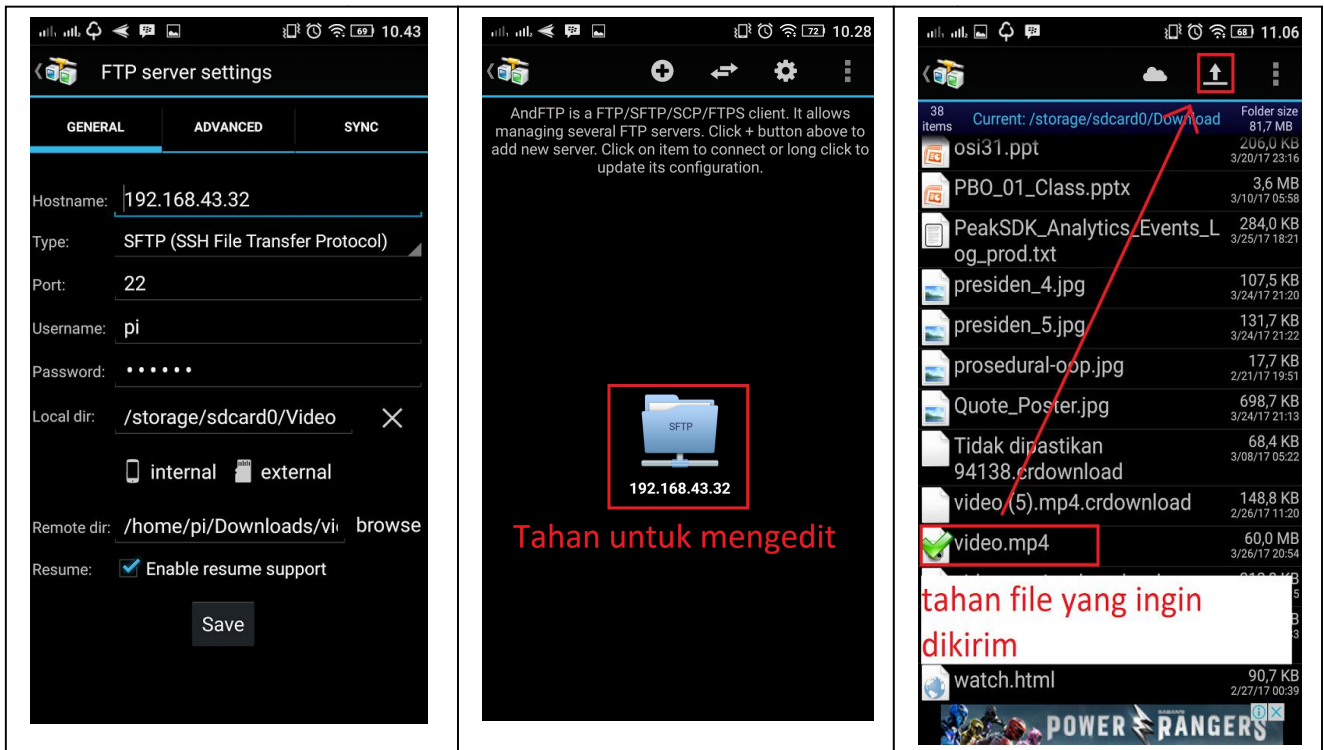 69 10.43
FTP server settings
GENERAL ADVANCED SYNC
Hostname: 192.168.43.32
Type: SFTP (SSH File Transfer Protocol)
Port: 22
Username: pi
Password: ••••••
Local dir: /storage/sdcard0/Video
internal external
Remote dir: /home/pi/Downloads/vi browse
Resume: Enable resume support
Save
72 10.28
AndFTP is a FTP/SFTP/SCP/FTPS client. It allows
managing several FTP servers. Click + button above to
add new server. Click on item to connect or long click to
update its configuration.
SFTP
192.168.43.32
Tahan untuk mengedit
68 11.06
38 items Current: /storage/sdcard0/Download Folder size
81,7 MB
osi31.ppt 206,0 KB
3/20/17 23:16
PBO_01_Class.pptx 3,6 MB
3/10/17 05:58
PeakSDK_Analytics_Events_L 284,0 KB
og_prod.txt 3/25/17 18:21
presiden_4.jpg 107,5 KB
3/24/17 21:20
presiden_5.jpg 131,7 KB
3/24/17 21:22
prosedural-oop.jpg 17,7 KB
2/21/17 19:51
Quote_Poster.jpg 698,7 KB
3/24/17 21:13
Tidak dipastikan 68,4 KB
94138.crdownload 3/08/17 05:22
video (5).mp4.crdownload 148,8 KB
2/26/17 11:20
video.mp4 60,0 MB
3/26/17 20:54
tahan file yang ingin
dikirim
watch.html 90,7 KB
2/27/17 00:39
POWER RANGERS